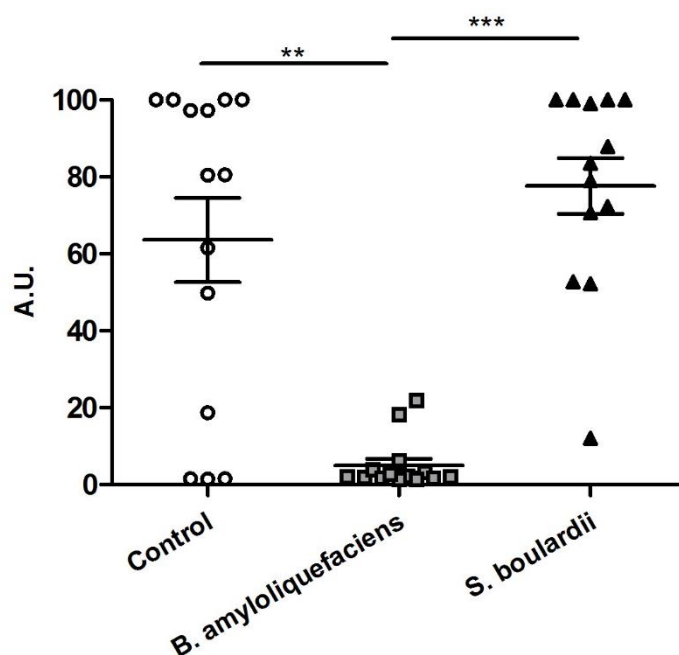 ***
**
100
80
60
40
20
0
A.U.
Control
B. amyloliquefaciens
S. boulardii